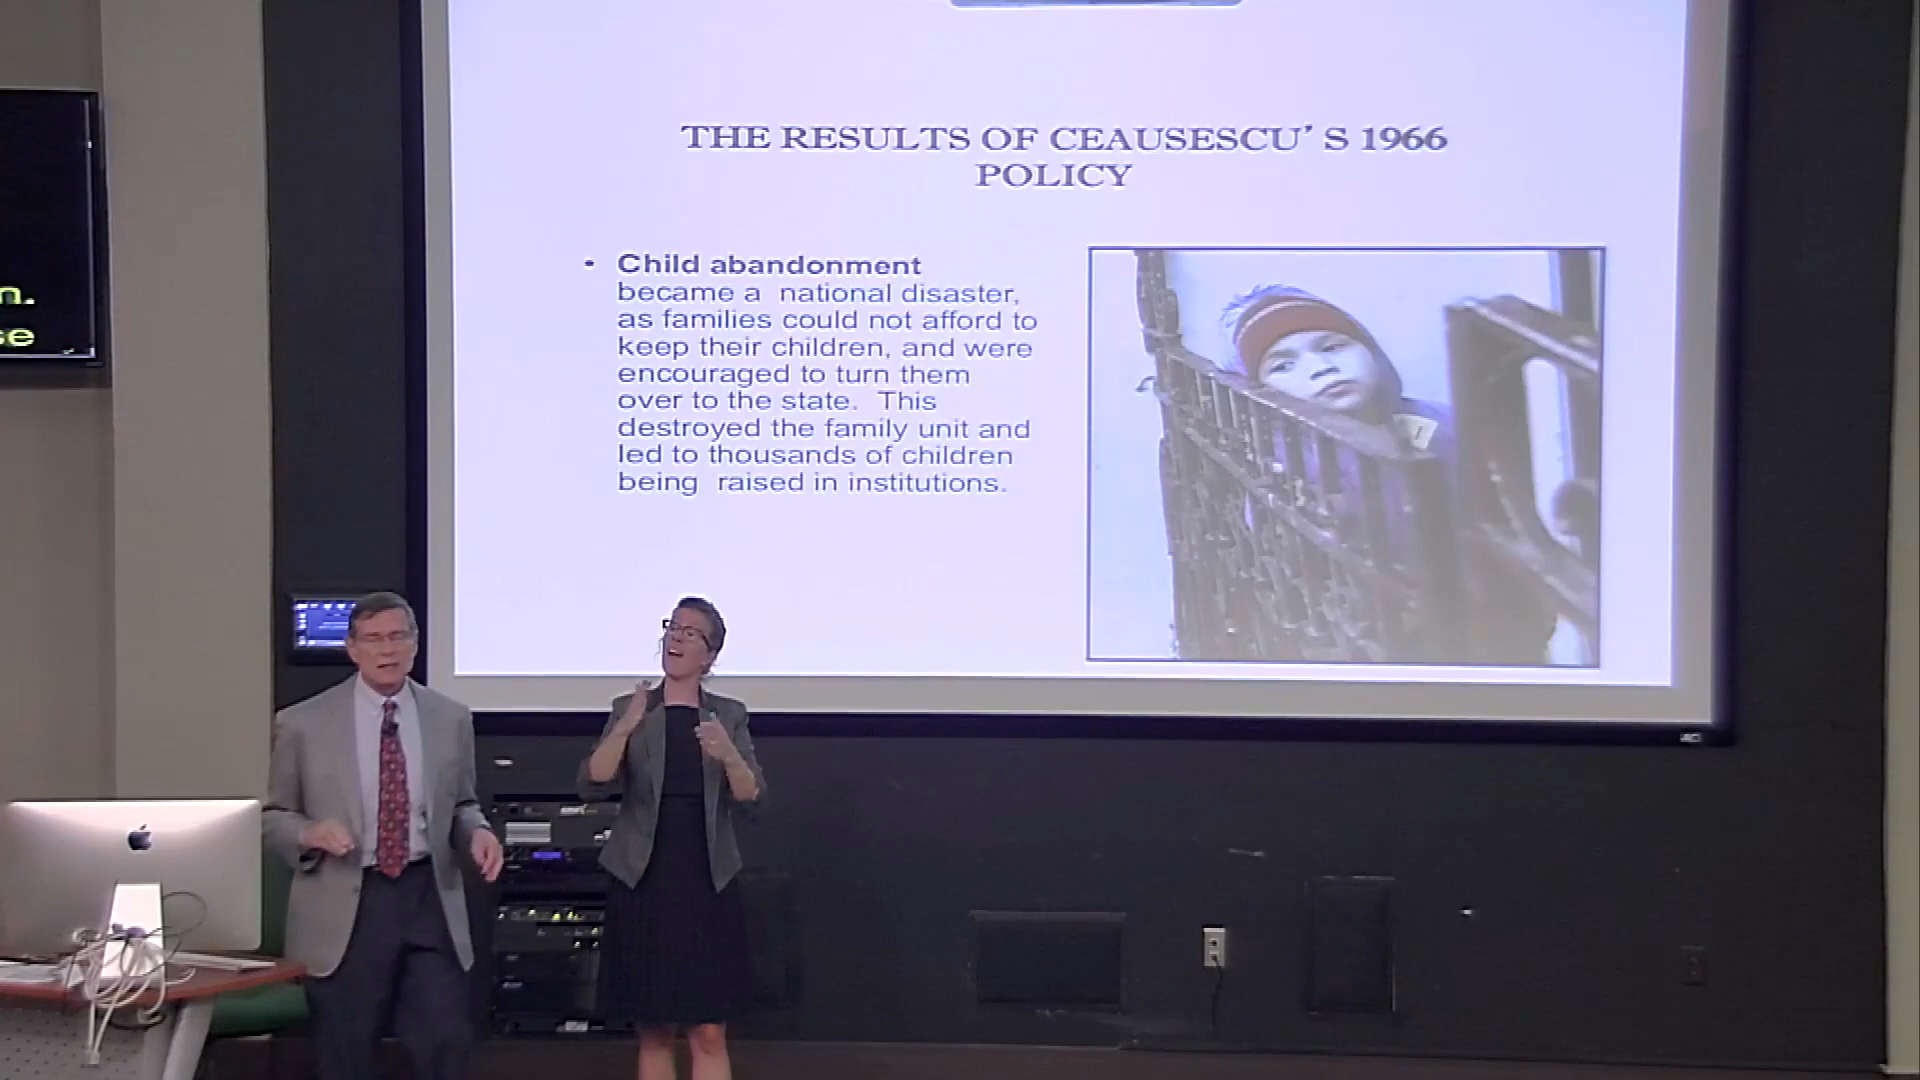 THE RESULTS OF CEAUSESCU' S 1966
POLICY
• Child abandonment
became a national disaster,
as families could not afford to
keep their children, and were
encouraged to turn them
over to the state. This
destroyed the family unit and
led to thousands of children
being raised in institutions.
n.
se